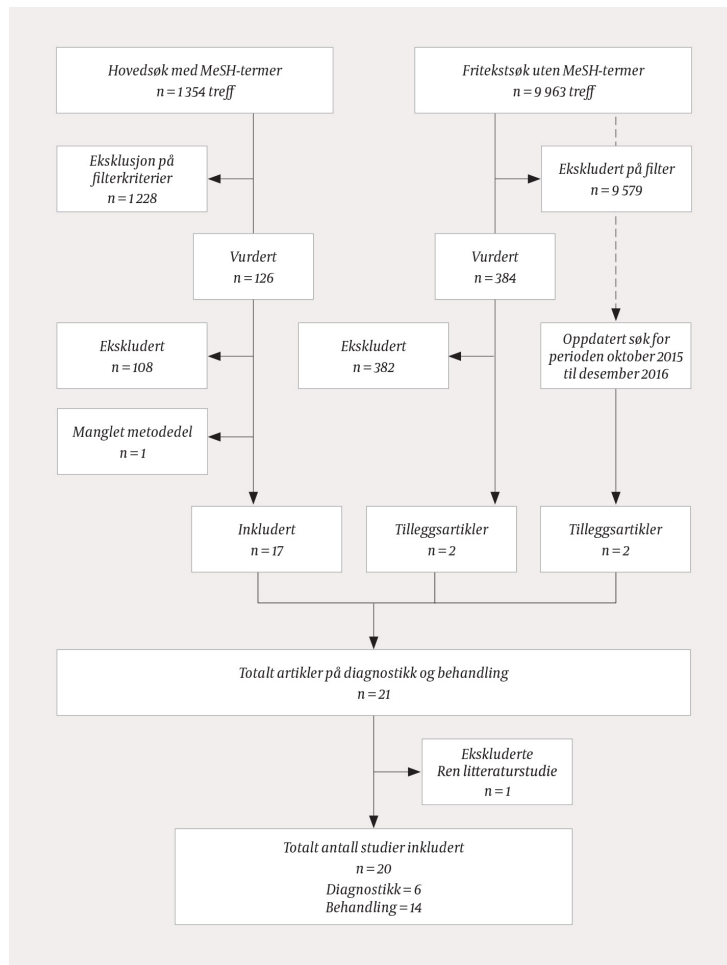 Hovedsøk med MeSH-termer
n = 1 354 treff
Fritekstsøk uten MeSH-termer
n = 9 963 treff
Eksklusjon på
filterkriterier
n = 1 228
Ekskludert på filter
n = 9 579
Vurdert
n = 126
Vurdert
n = 384
Ekskludert
n = 108
Ekskludert
n = 382
Oppdatert søk for
perioden oktober 2015
til desember 2016
Manglet metodedel
n = 1
Inkludert
n = 17
Tilleggsartikler
n = 2
Tilleggsartikler
n = 2
Totalt artikler på diagnostikk og behandling
n = 21
Ekskluderte
Ren litteraturstudie
n = 1
Totalt antall studier inkludert
n = 20
Diagnostikk = 6
Behandling = 14